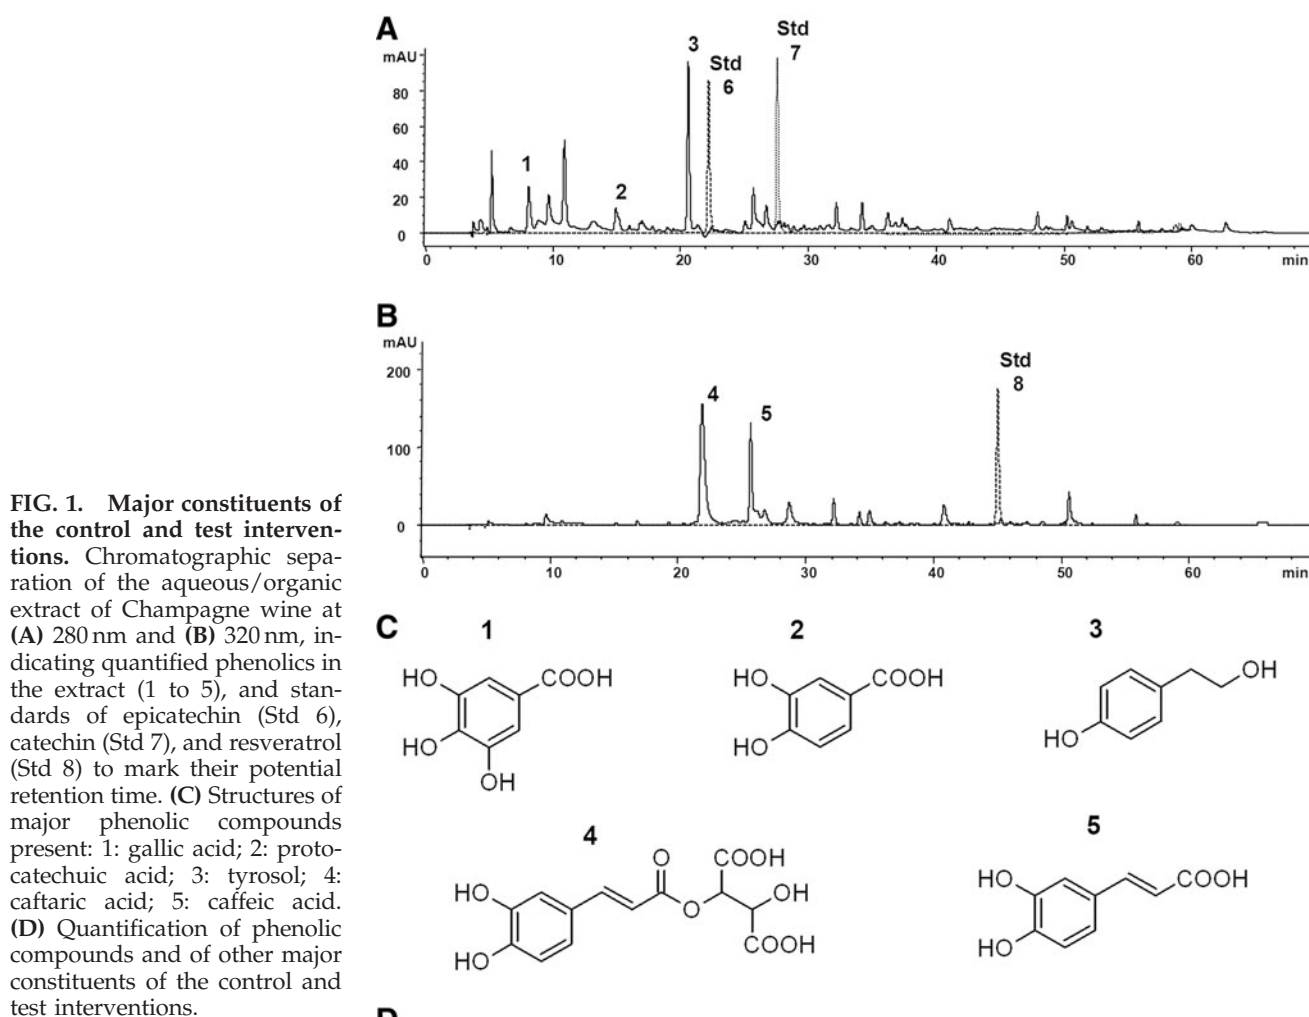 A
mAU
80
60
40
20
0
1
2
3
Std
6
Std
7
0
10
20
30
40
50
60
min
B
mAU
200
100
0
4
5
Std
8
0
10
20
30
40
50
60
min
FIG. 1. Major constituents of
the control and test interven-
tions. Chromatographic sepa-
ration of the aqueous/organic
extract of Champagne wine at
(A) 280 nm and (B) 320 nm, in-
dicating quantified phenolics in
the extract (1 to 5), and stan-
dards of epicatechin (Std 6),
catechin (Std 7), and resveratrol
(Std 8) to mark their potential
retention time. (C) Structures of
major phenolic compounds
present: 1: gallic acid; 2: proto-
catechuic acid; 3: tyrosol; 4:
caftaric acid; 5: caffeic acid.
(D) Quantification of phenolic
compounds and of other major
constituents of the control and
test interventions.
C
1
HO
COOH
HO
OH
2
HO
COOH
HO
3
OH
HO
4
O
COOH
HO
OH
O
HO
COOH
5
HO
COOH
HO